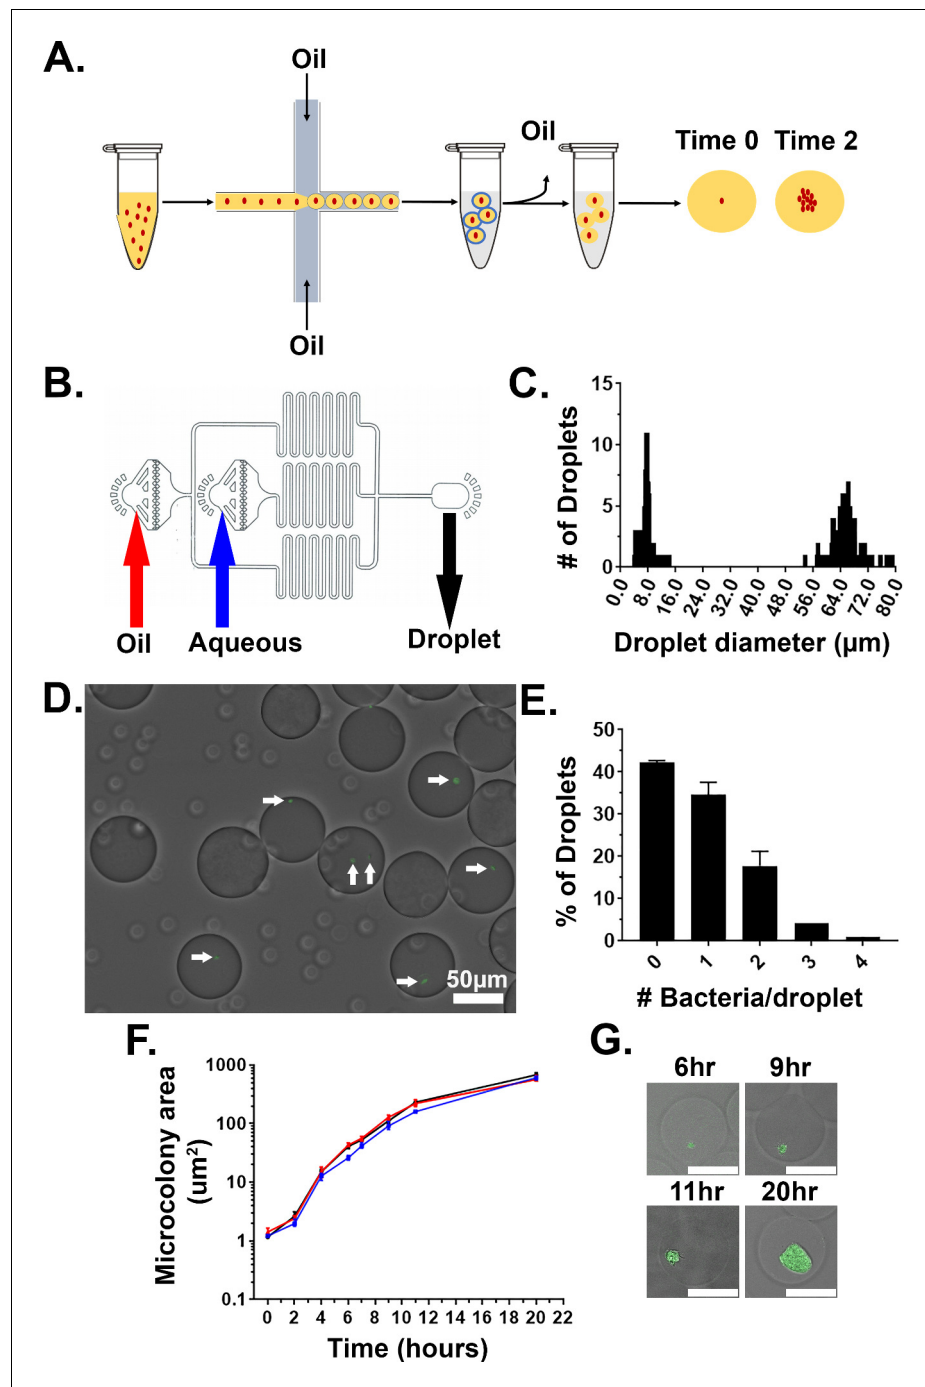 A.
Oil
Oil
Time 0 Time 2
Oil
B.
Oil
Aqueous
Droplet
C.
# of Droplets
15
10
5
0
0.0
8.0
16.0
24.0
32.0
40.0
48.0
56.0
64.0
72.0
80.0
Droplet diameter (µm)
D.
50µm
E.
% of Droplets
50
40
30
20
10
0
0
1
2
3
4
# Bacteria/droplet
F.
Microcolony area
(um²)
1000
100
10
1
0.1
0 2 4 6 8 10 12 14 16 18 20 22
Time (hours)
G.
6hr 9hr
11hr 20hr